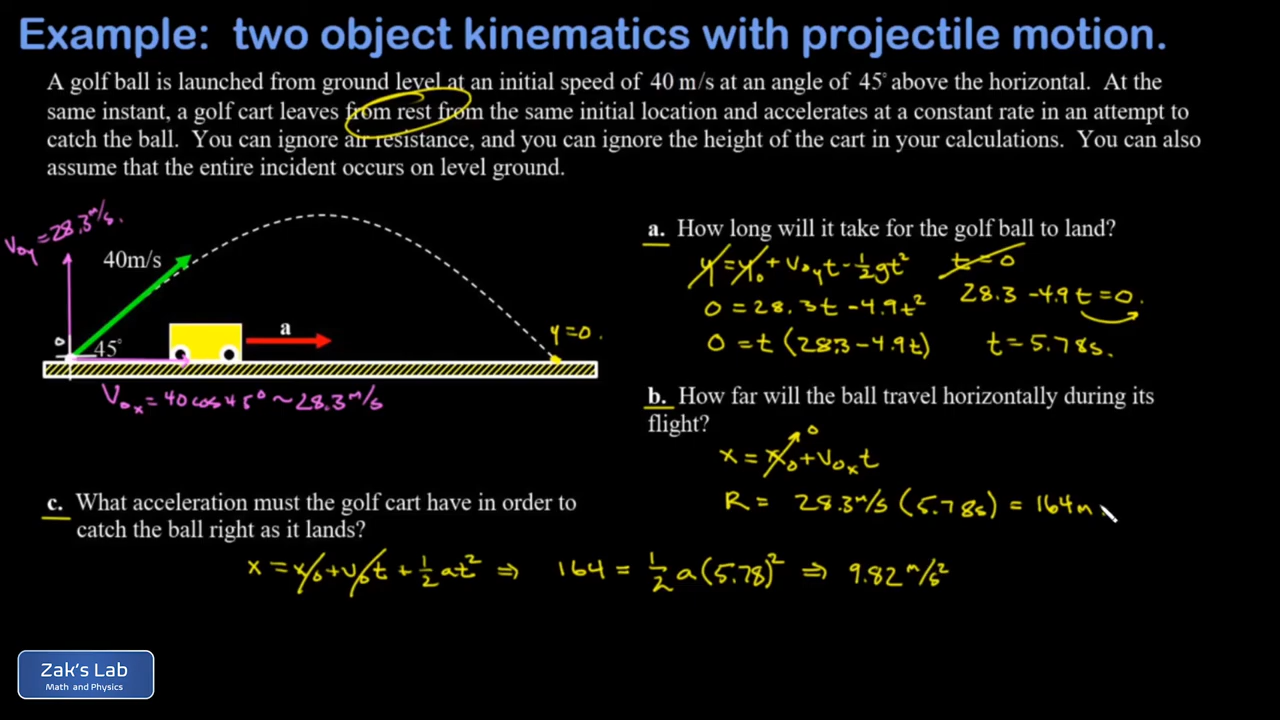 Example: two object kinematics with projectile motion.
A golf ball is launched from ground level at an initial speed of 40 m/s at an angle of 45° above the horizontal. At the
same instant, a golf cart leaves from rest from the same initial location and accelerates at a constant rate in an attempt to
catch the ball. You can ignore air resistance, and you can ignore the height of the cart in your calculations. You can also
assume that the entire incident occurs on level ground.
V₀y = 28.3 m/s.
40m/s
0
45°
a
y=0.
V₀ₓ = 40 cos 45° ~ 28.3 m/s
a. How long will it take for the golf ball to land?
y = y₀ + v₀y t - ½gt²
t = 0
0 = 28.3t - 4.9t²
28.3 - 4.9t = 0.
0 = t (28.3 - 4.9t)
t = 5.78s.
b. How far will the ball travel horizontally during its
flight?
x = x₀ + v₀ₓ t
0
R = 28.3 m/s (5.78s) = 164m.
c. What acceleration must the golf cart have in order to
catch the ball right as it lands?
x = x₀ + v₀t + ½at² ⇒ 164 = ½a(5.78)² ⇒ 9.82 m/s²
Zak's Lab
Math and Physics